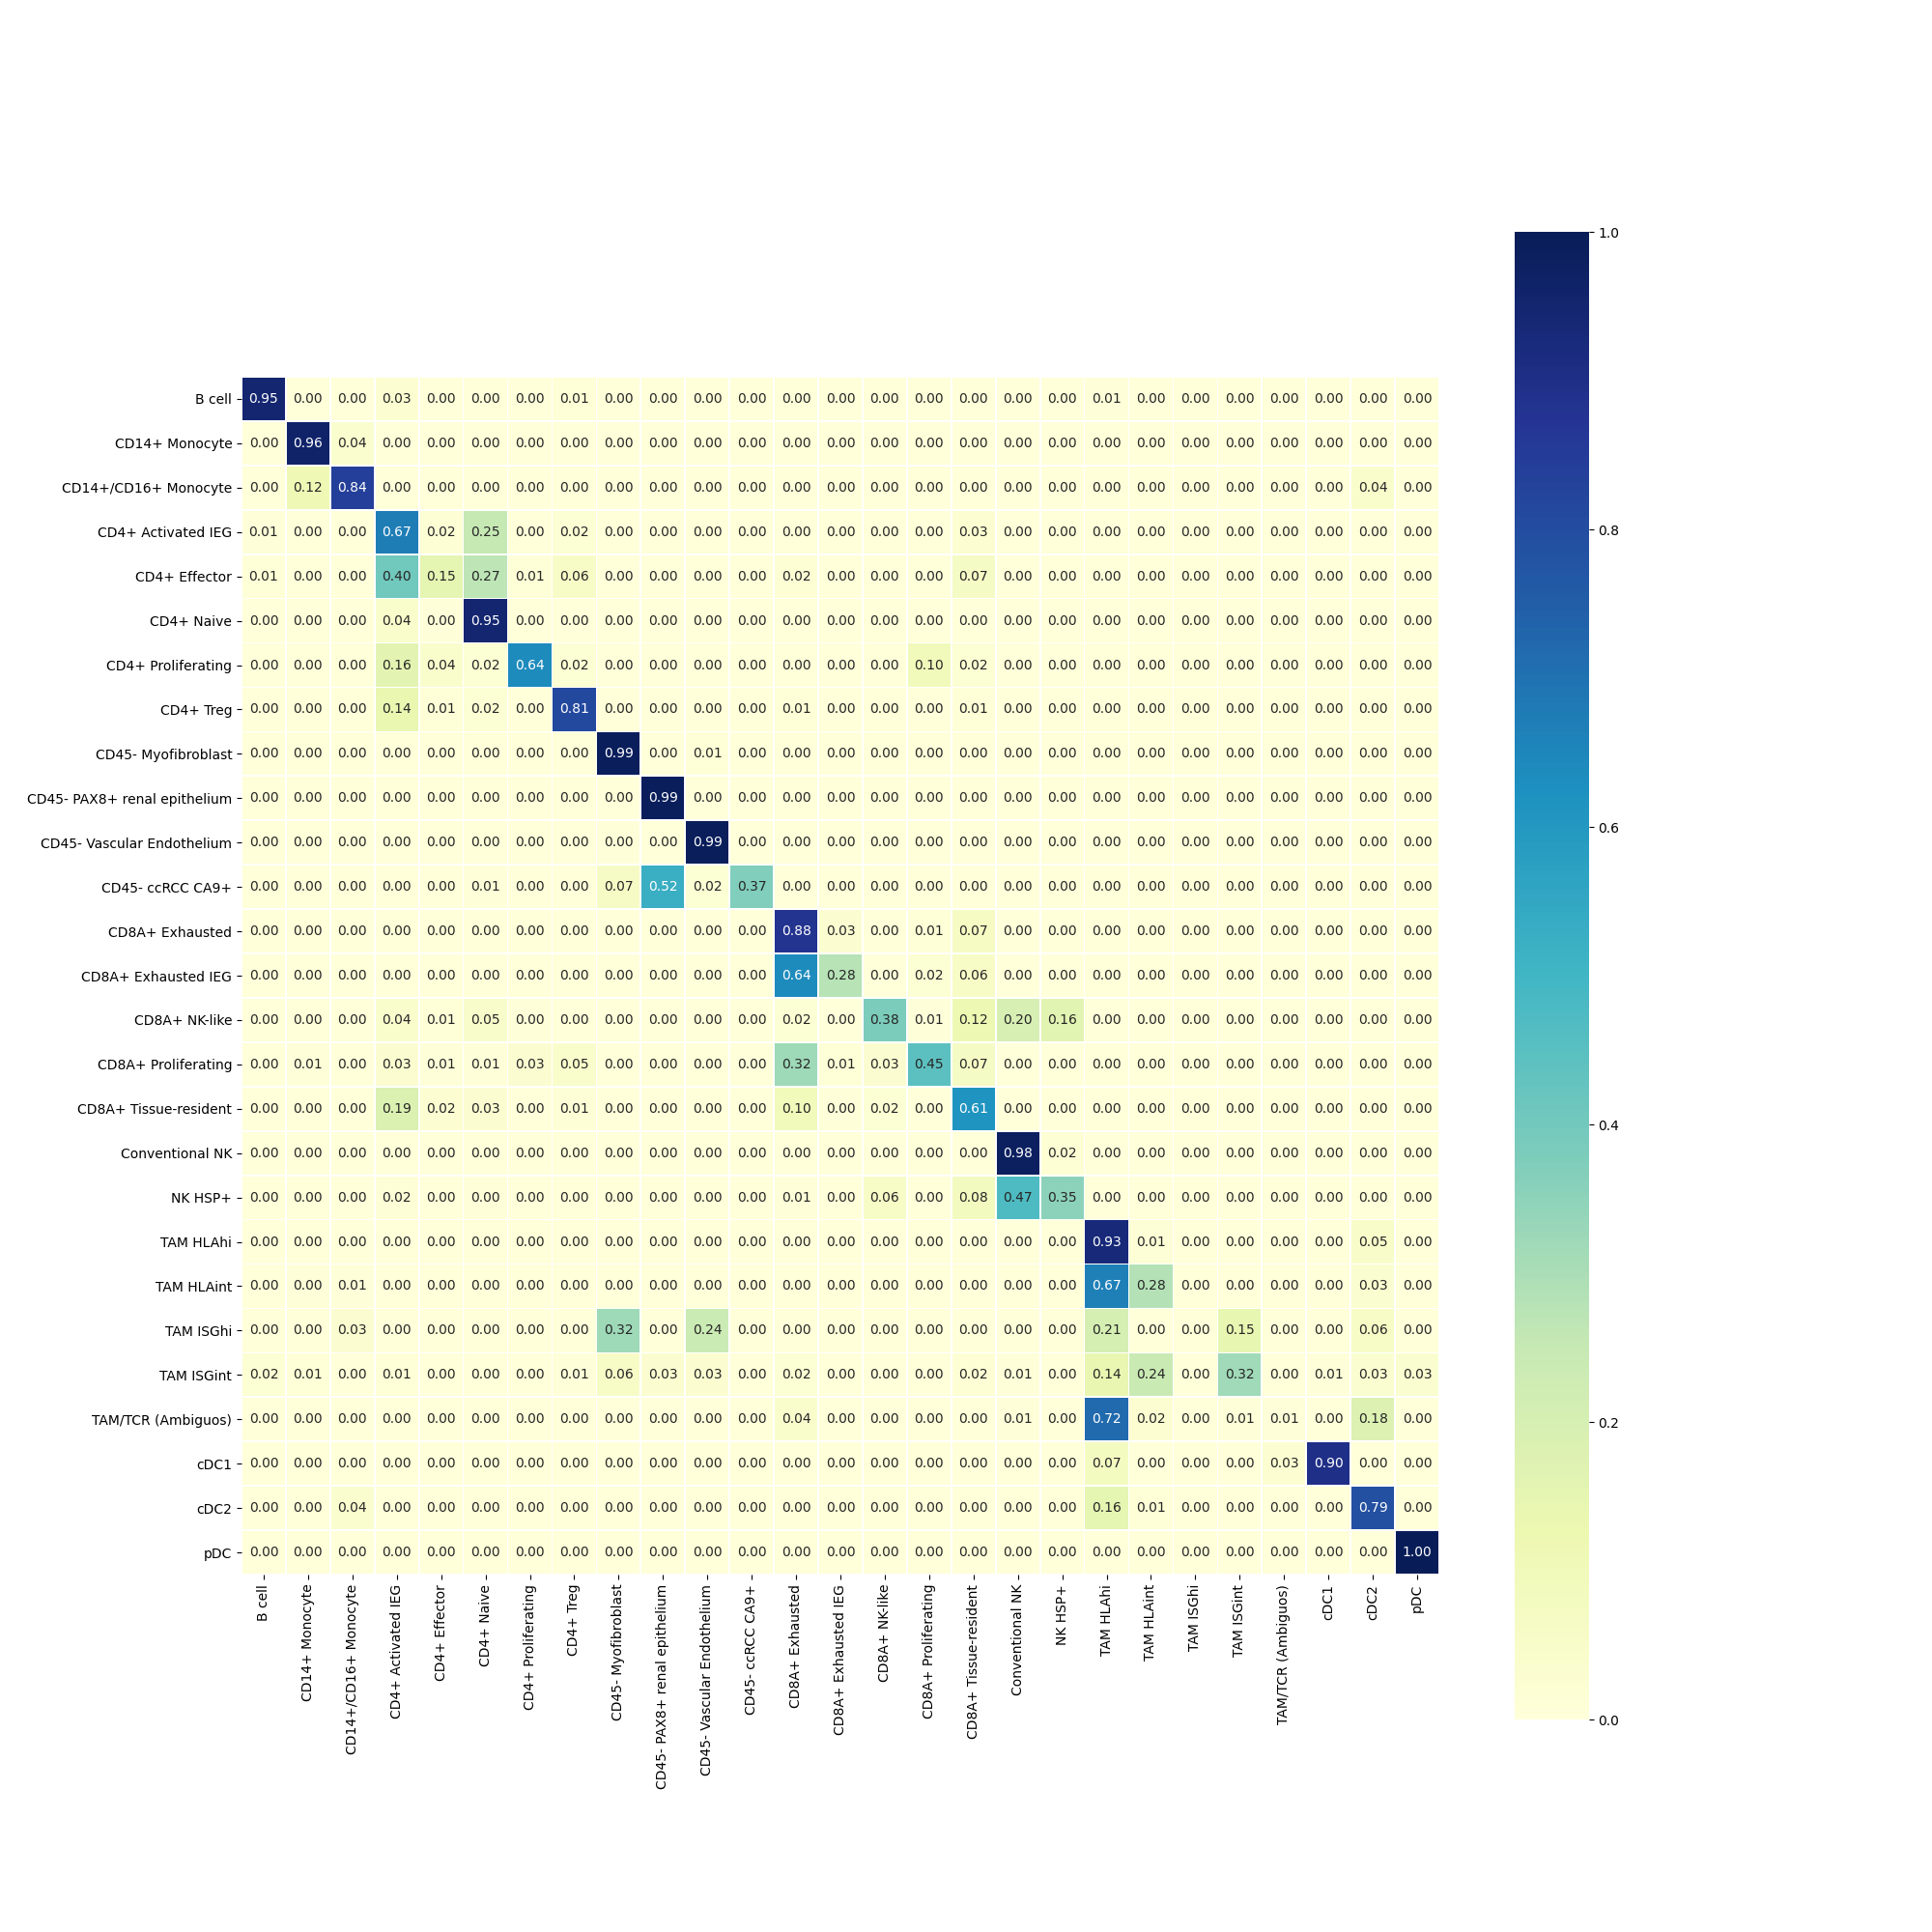 1.0
B cell 0.95 0.00 0.00 0.03 0.00 0.00 0.00 0.01 0.00 0.00 0.00 0.00 0.00 0.00 0.00 0.00 0.00 0.00 0.00 0.01 0.00 0.00 0.00 0.00 0.00 0.00 0.00
CD14+ Monocyte 0.00 0.96 0.04 0.00 0.00 0.00 0.00 0.00 0.00 0.00 0.00 0.00 0.00 0.00 0.00 0.00 0.00 0.00 0.00 0.00 0.00 0.00 0.00 0.00 0.00 0.00 0.00
CD14+/CD16+ Monocyte 0.00 0.12 0.84 0.00 0.00 0.00 0.00 0.00 0.00 0.00 0.00 0.00 0.00 0.00 0.00 0.00 0.00 0.00 0.00 0.00 0.00 0.00 0.00 0.00 0.00 0.04 0.00
CD4+ Activated IEG 0.01 0.00 0.00 0.67 0.02 0.25 0.00 0.02 0.00 0.00 0.00 0.00 0.00 0.00 0.00 0.00 0.03 0.00 0.00 0.00 0.00 0.00 0.00 0.00 0.00 0.00 0.00
0.8
CD4+ Effector 0.01 0.00 0.00 0.40 0.15 0.27 0.01 0.06 0.00 0.00 0.00 0.00 0.02 0.00 0.00 0.00 0.07 0.00 0.00 0.00 0.00 0.00 0.00 0.00 0.00 0.00 0.00
CD4+ Naive 0.00 0.00 0.00 0.04 0.00 0.95 0.00 0.00 0.00 0.00 0.00 0.00 0.00 0.00 0.00 0.00 0.00 0.00 0.00 0.00 0.00 0.00 0.00 0.00 0.00 0.00 0.00
CD4+ Proliferating 0.00 0.00 0.00 0.16 0.04 0.02 0.64 0.02 0.00 0.00 0.00 0.00 0.00 0.00 0.00 0.10 0.02 0.00 0.00 0.00 0.00 0.00 0.00 0.00 0.00 0.00 0.00
CD4+ Treg 0.00 0.00 0.00 0.14 0.01 0.02 0.00 0.81 0.00 0.00 0.00 0.00 0.01 0.00 0.00 0.00 0.01 0.00 0.00 0.00 0.00 0.00 0.00 0.00 0.00 0.00 0.00
CD45- Myofibroblast 0.00 0.00 0.00 0.00 0.00 0.00 0.00 0.00 0.99 0.00 0.01 0.00 0.00 0.00 0.00 0.00 0.00 0.00 0.00 0.00 0.00 0.00 0.00 0.00 0.00 0.00 0.00
CD45- PAX8+ renal epithelium 0.00 0.00 0.00 0.00 0.00 0.00 0.00 0.00 0.00 0.99 0.00 0.00 0.00 0.00 0.00 0.00 0.00 0.00 0.00 0.00 0.00 0.00 0.00 0.00 0.00 0.00 0.00
0.6
CD45- Vascular Endothelium 0.00 0.00 0.00 0.00 0.00 0.00 0.00 0.00 0.00 0.00 0.99 0.00 0.00 0.00 0.00 0.00 0.00 0.00 0.00 0.00 0.00 0.00 0.00 0.00 0.00 0.00 0.00
CD45- ccRCC CA9+ 0.00 0.00 0.00 0.00 0.00 0.01 0.00 0.00 0.07 0.52 0.02 0.37 0.00 0.00 0.00 0.00 0.00 0.00 0.00 0.00 0.00 0.00 0.00 0.00 0.00 0.00 0.00
CD8A+ Exhausted 0.00 0.00 0.00 0.00 0.00 0.00 0.00 0.00 0.00 0.00 0.00 0.00 0.88 0.03 0.00 0.01 0.07 0.00 0.00 0.00 0.00 0.00 0.00 0.00 0.00 0.00 0.00
CD8A+ Exhausted IEG 0.00 0.00 0.00 0.00 0.00 0.00 0.00 0.00 0.00 0.00 0.00 0.00 0.64 0.28 0.00 0.02 0.06 0.00 0.00 0.00 0.00 0.00 0.00 0.00 0.00 0.00 0.00
CD8A+ NK-like 0.00 0.00 0.00 0.04 0.01 0.05 0.00 0.00 0.00 0.00 0.00 0.00 0.02 0.00 0.38 0.01 0.12 0.20 0.16 0.00 0.00 0.00 0.00 0.00 0.00 0.00 0.00
CD8A+ Proliferating 0.00 0.01 0.00 0.03 0.01 0.01 0.03 0.05 0.00 0.00 0.00 0.00 0.32 0.01 0.03 0.45 0.07 0.00 0.00 0.00 0.00 0.00 0.00 0.00 0.00 0.00 0.00
CD8A+ Tissue-resident 0.00 0.00 0.00 0.19 0.02 0.03 0.00 0.01 0.00 0.00 0.00 0.00 0.10 0.00 0.02 0.00 0.61 0.00 0.00 0.00 0.00 0.00 0.00 0.00 0.00 0.00 0.00
0.4
Conventional NK 0.00 0.00 0.00 0.00 0.00 0.00 0.00 0.00 0.00 0.00 0.00 0.00 0.00 0.00 0.00 0.00 0.00 0.98 0.02 0.00 0.00 0.00 0.00 0.00 0.00 0.00 0.00
NK HSP+ 0.00 0.00 0.00 0.02 0.00 0.00 0.00 0.00 0.00 0.00 0.00 0.00 0.01 0.00 0.06 0.00 0.08 0.47 0.35 0.00 0.00 0.00 0.00 0.00 0.00 0.00 0.00
TAM HLAhi 0.00 0.00 0.00 0.00 0.00 0.00 0.00 0.00 0.00 0.00 0.00 0.00 0.00 0.00 0.00 0.00 0.00 0.00 0.00 0.93 0.01 0.00 0.00 0.00 0.00 0.05 0.00
TAM HLAint 0.00 0.00 0.01 0.00 0.00 0.00 0.00 0.00 0.00 0.00 0.00 0.00 0.00 0.00 0.00 0.00 0.00 0.00 0.00 0.67 0.28 0.00 0.00 0.00 0.00 0.03 0.00
TAM ISGhi 0.00 0.00 0.03 0.00 0.00 0.00 0.00 0.00 0.32 0.00 0.24 0.00 0.00 0.00 0.00 0.00 0.00 0.00 0.00 0.21 0.00 0.00 0.15 0.00 0.00 0.06 0.00
TAM ISGint 0.02 0.01 0.00 0.01 0.00 0.00 0.00 0.01 0.06 0.03 0.03 0.00 0.02 0.00 0.00 0.00 0.02 0.01 0.00 0.14 0.24 0.00 0.32 0.00 0.01 0.03 0.03
TAM/TCR (Ambiguos) 0.00 0.00 0.00 0.00 0.00 0.00 0.00 0.00 0.00 0.00 0.00 0.00 0.04 0.00 0.00 0.00 0.00 0.01 0.00 0.72 0.02 0.00 0.01 0.01 0.00 0.18 0.00
0.2
cDC1 0.00 0.00 0.00 0.00 0.00 0.00 0.00 0.00 0.00 0.00 0.00 0.00 0.00 0.00 0.00 0.00 0.00 0.00 0.00 0.07 0.00 0.00 0.00 0.03 0.90 0.00 0.00
cDC2 0.00 0.00 0.04 0.00 0.00 0.00 0.00 0.00 0.00 0.00 0.00 0.00 0.00 0.00 0.00 0.00 0.00 0.00 0.00 0.16 0.01 0.00 0.00 0.00 0.00 0.79 0.00
pDC 0.00 0.00 0.00 0.00 0.00 0.00 0.00 0.00 0.00 0.00 0.00 0.00 0.00 0.00 0.00 0.00 0.00 0.00 0.00 0.00 0.00 0.00 0.00 0.00 0.00 0.00 1.00
0.0
B cell
CD14+ Monocyte
CD14+/CD16+ Monocyte
CD4+ Activated IEG
CD4+ Effector
CD4+ Naive
CD4+ Proliferating
CD4+ Treg
CD45- Myofibroblast
CD45- PAX8+ renal epithelium
CD45- Vascular Endothelium
CD45- ccRCC CA9+
CD8A+ Exhausted
CD8A+ Exhausted IEG
CD8A+ NK-like
CD8A+ Proliferating
CD8A+ Tissue-resident
Conventional NK
NK HSP+
TAM HLAhi
TAM HLAint
TAM ISGhi
TAM ISGint
TAM/TCR (Ambiguos)
cDC1
cDC2
pDC